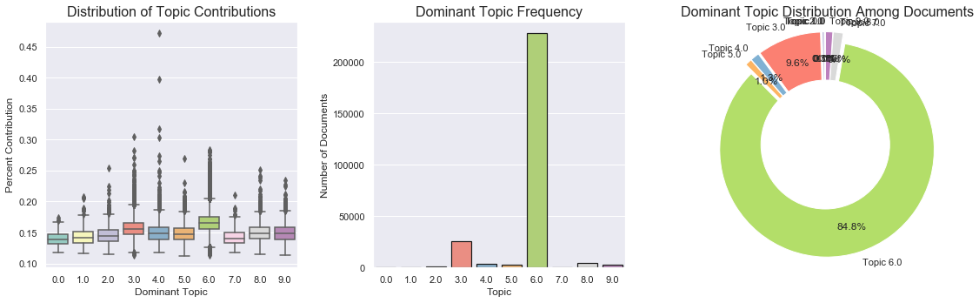 Distribution of Topic Contributions
Percent Contribution
0.45
0.40
0.35
0.30
0.25
0.20
0.15
0.10
0.0 1.0 2.0 3.0 4.0 5.0 6.0 7.0 8.0 9.0
Dominant Topic
Dominant Topic Frequency
Number of Documents
200000
150000
100000
50000
0
0.0 1.0 2.0 3.0 4.0 5.0 6.0 7.0 8.0 9.0
Topic
Dominant Topic Distribution Among Documents
Topic 3.0
Topic 4.0
Topic 5.0
9.6%
84.8%
Topic 6.0